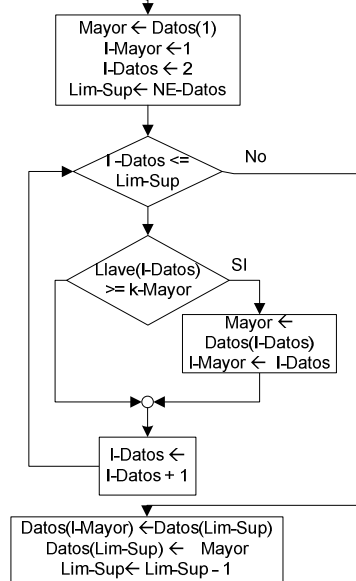 Mayor ← Datos(1)
I-Mayor ←1
I-Datos ← 2
Lim-Sup← NE-Datos
I -Datos <=
Lim-Sup
No
Llave(I-Datos)
>= k-Mayor
SI
Mayor ←
Datos(I-Datos)
I-Mayor ← I-Datos
I-Datos ←
I-Datos + 1
Datos(I-Mayor) ←Datos(Lim-Sup)
Datos(Lim-Sup) ← Mayor
Lim-Sup← Lim-Sup - 1